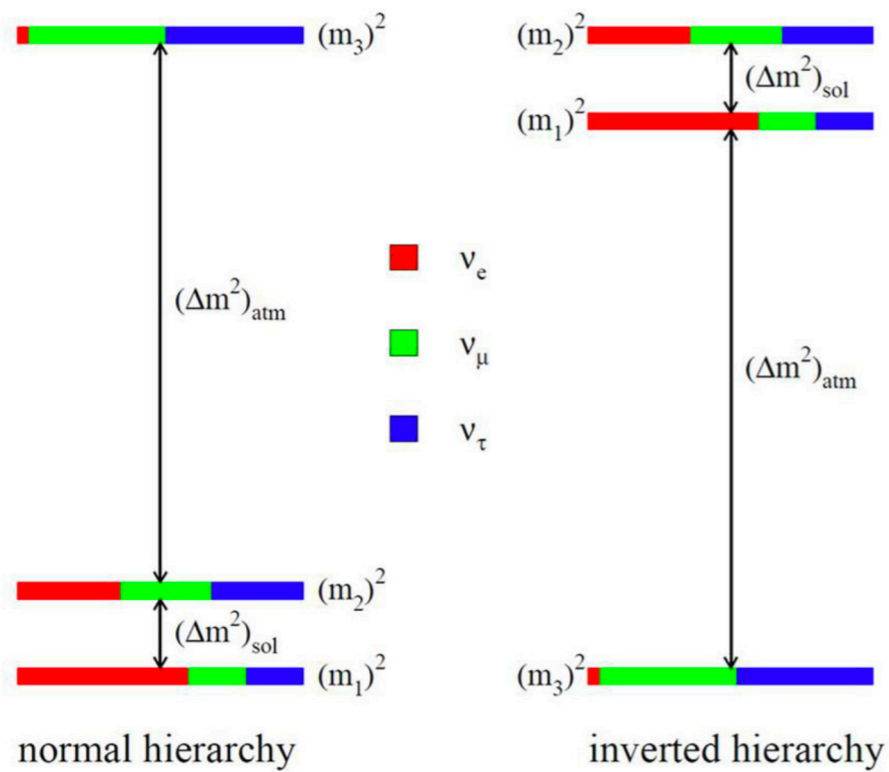 (m₃)²
(m₂)²
(Δm²)sol
(m₁)²
νe
(Δm²)atm
νμ
(Δm²)atm
ντ
(m₂)²
(Δm²)sol
(m₁)²
(m₃)²
normal hierarchy
inverted hierarchy